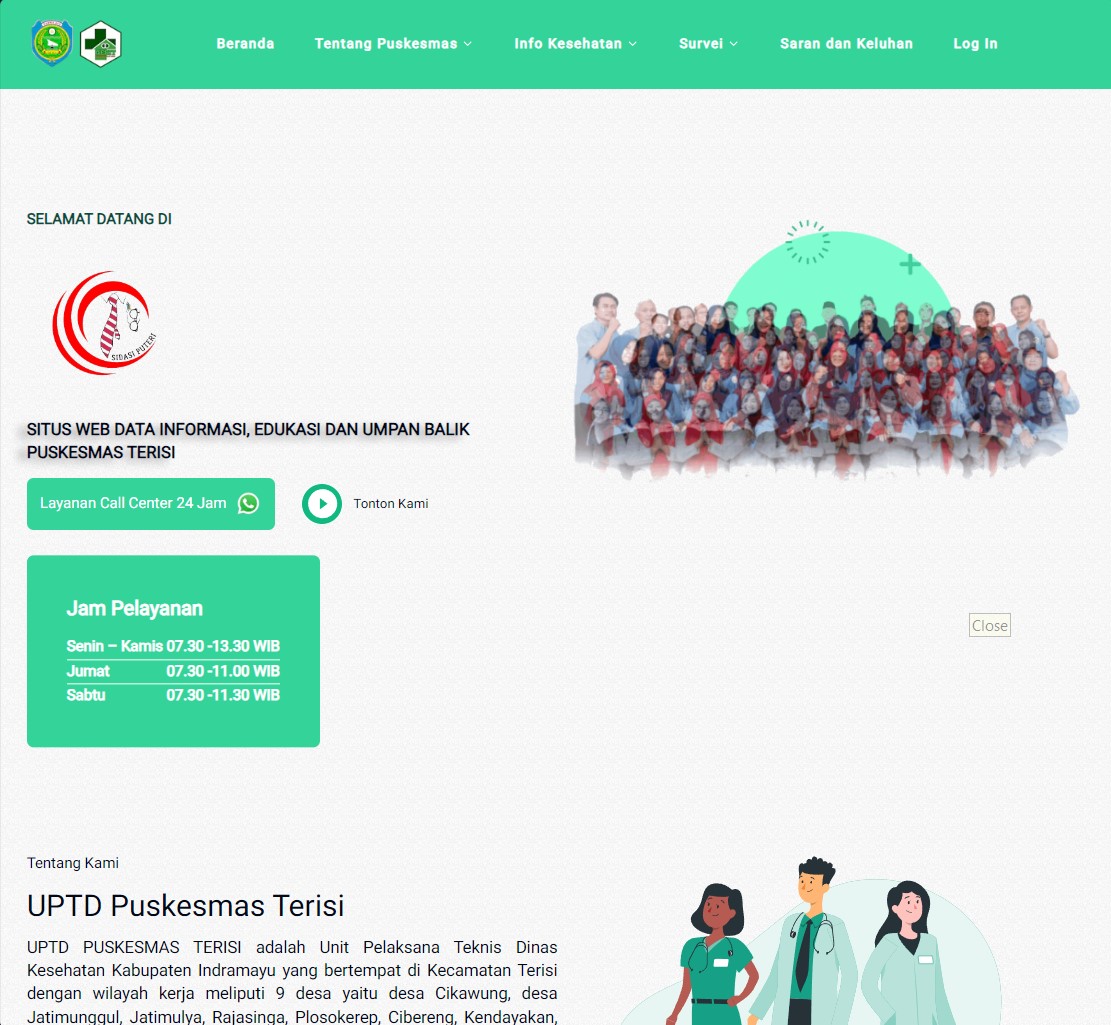 Beranda
Tentang Puskesmas
Info Kesehatan
Survei
Saran dan Keluhan
Log In
SELAMAT DATANG DI
SIDASI PUTERI
SITUS WEB DATA INFORMASI, EDUKASI DAN UMPAN BALIK
PUSKESMAS TERISI
Layanan Call Center 24 Jam
Tonton Kami
Jam Pelayanan
Senin – Kamis 07.30 -13.30 WIB
Jumat 07.30 -11.00 WIB
Sabtu 07.30 -11.30 WIB
Close
Tentang Kami
UPTD Puskesmas Terisi
UPTD PUSKESMAS TERISI adalah Unit Pelaksana Teknis Dinas
Kesehatan Kabupaten Indramayu yang bertempat di Kecamatan Terisi
dengan wilayah kerja meliputi 9 desa yaitu desa Cikawung, desa
Jatimunggul, Jatimulya, Rajasinga, Plosokerep, Cibereng, Kendayakan,